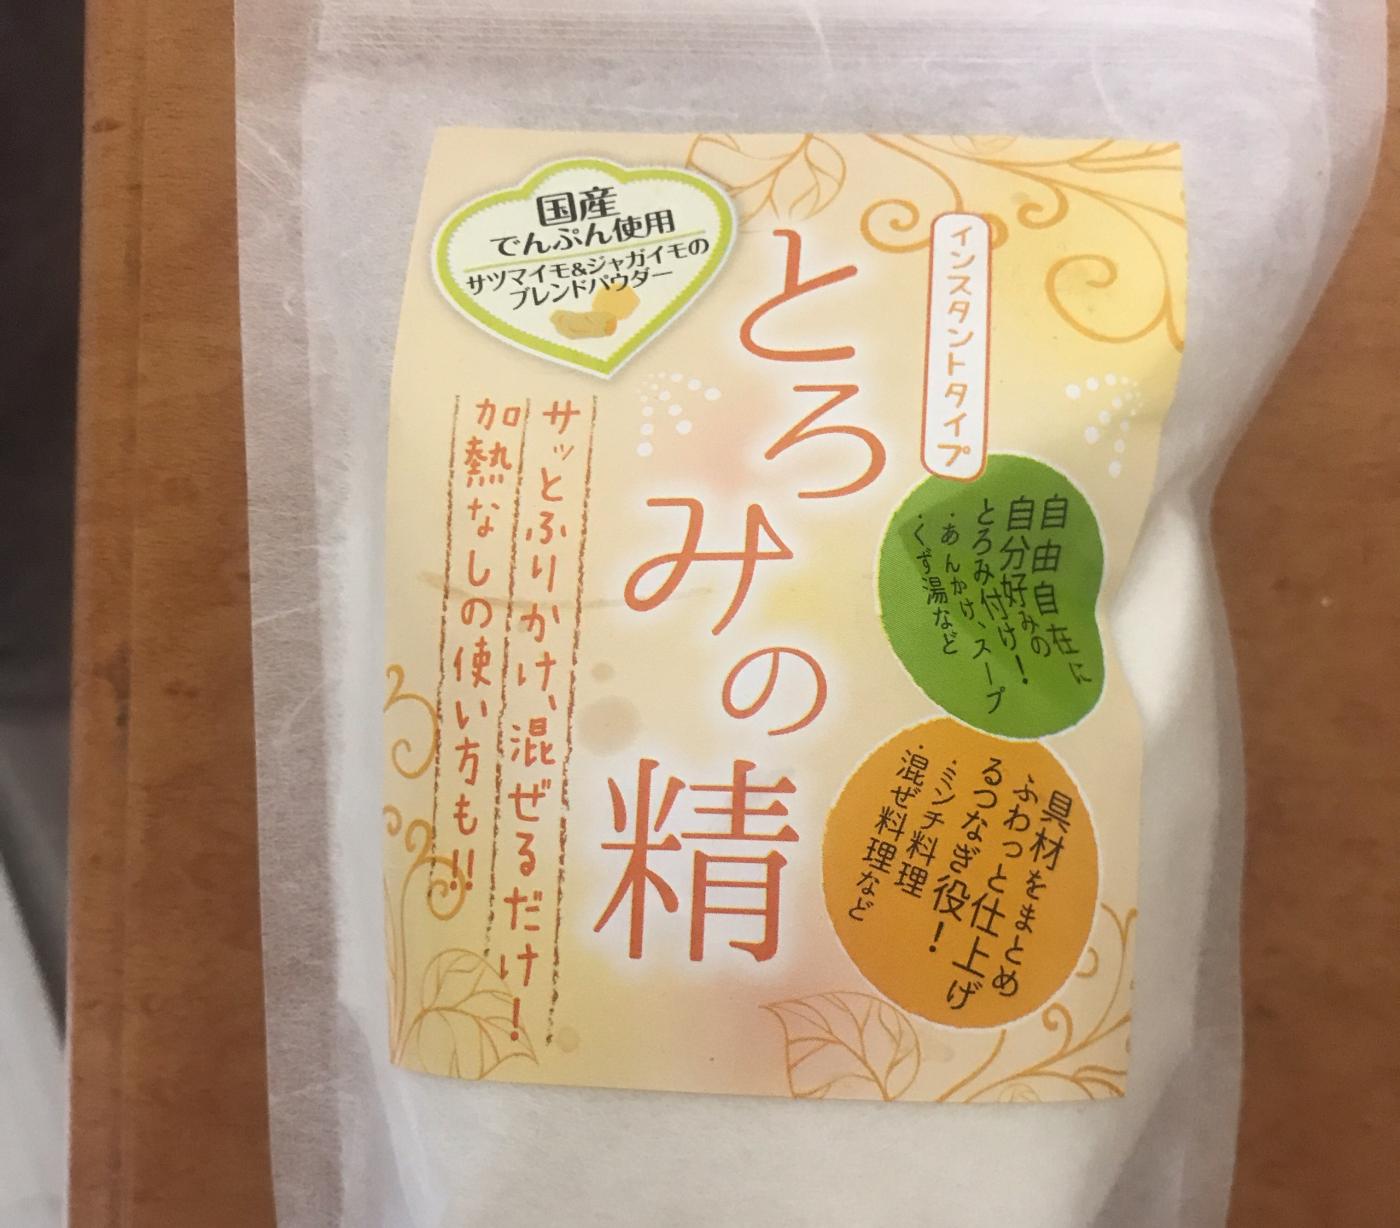 国産
でんぷん使用
サツマイモ&ジャガイモの
ブレンドパウダー
インスタントタイプ
とろみの精
自由自在に
自分好みの
とろみ付け!
・あんかけ、スープ
・くず湯など
具材をまとめ
ふわっと仕上げ
るつなぎ役!
・ミンチ料理
・混ぜ料理など
サッとふりかけ、混ぜるだけ!
加熱なしの使い方も!!